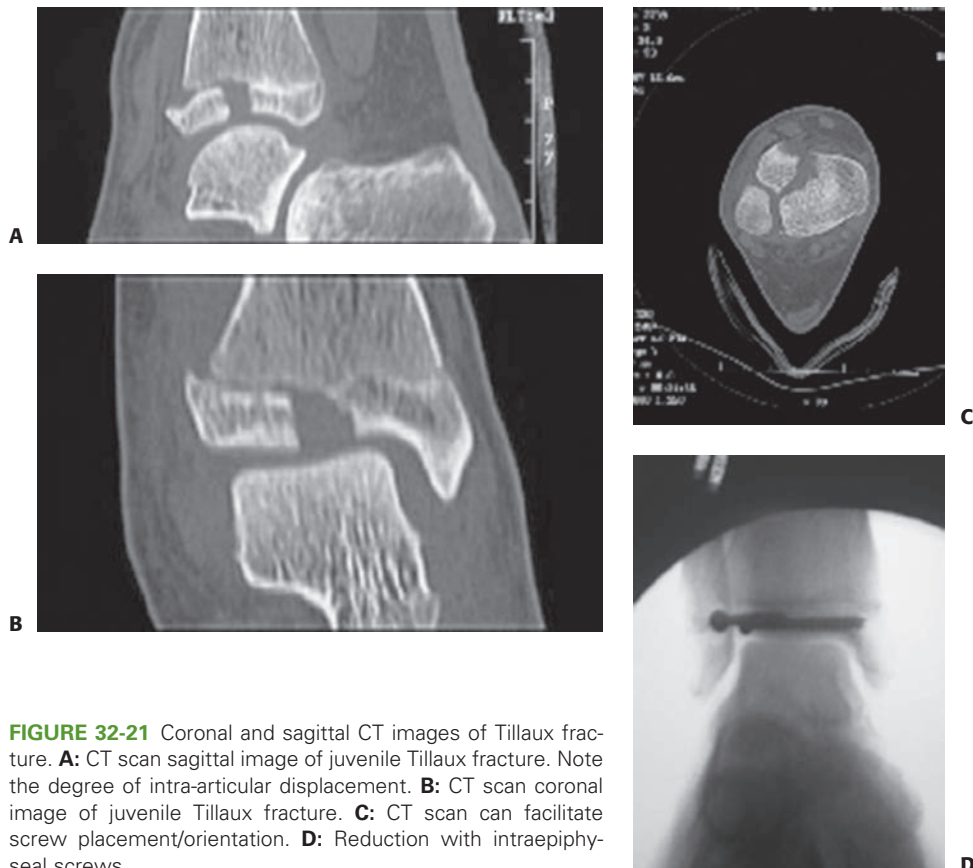 A
B
C
D
FIGURE 32-21 Coronal and sagittal CT images of Tillaux frac-
ture. A: CT scan sagittal image of juvenile Tillaux fracture. Note
the degree of intra-articular displacement. B: CT scan coronal
image of juvenile Tillaux fracture. C: CT scan can facilitate
screw placement/orientation. D: Reduction with intraepiphy-
seal screws.